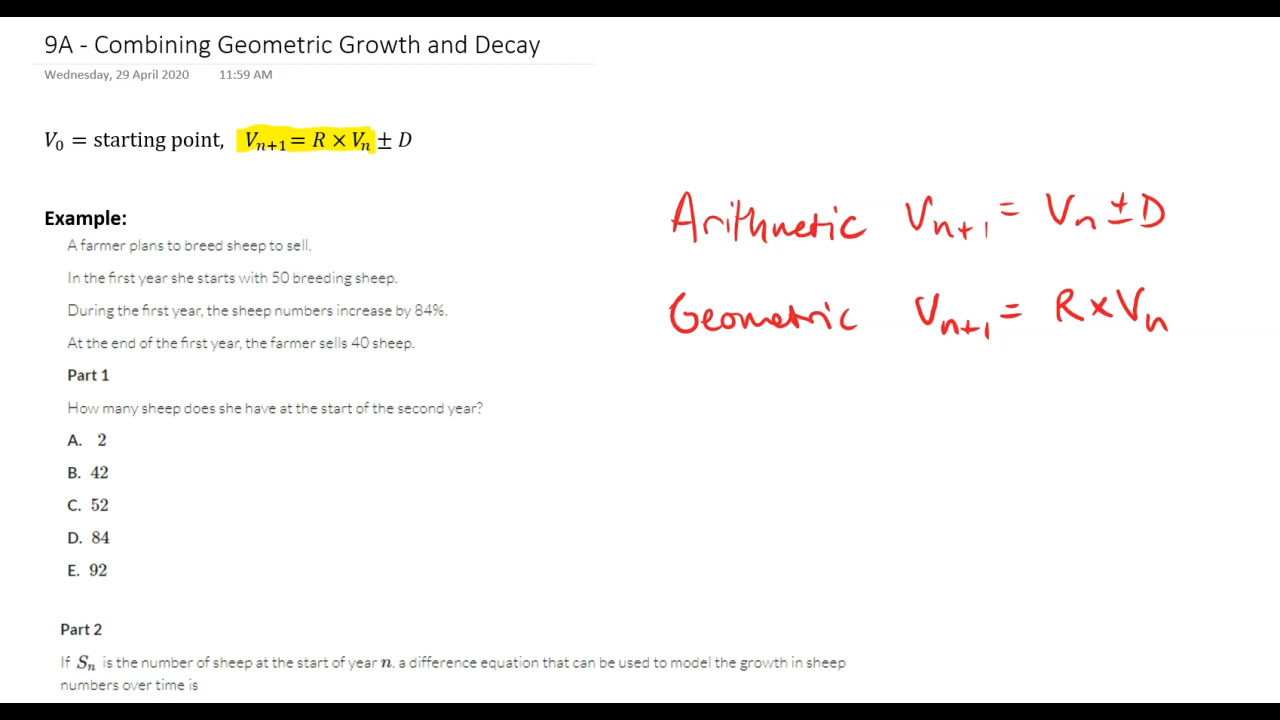 9A - Combining Geometric Growth and Decay
Wednesday, 29 April 2020 11:59 AM
V₀ = starting point, Vₙ₊₁ = R × Vₙ ± D
Example:
A farmer plans to breed sheep to sell.
In the first year she starts with 50 breeding sheep.
During the first year, the sheep numbers increase by 84%.
At the end of the first year, the farmer sells 40 sheep.
Part 1
How many sheep does she have at the start of the second year?
A. 2
B. 42
C. 52
D. 84
E. 92
Part 2
If Sₙ is the number of sheep at the start of year n, a difference equation that can be used to model the growth in sheep
numbers over time is
Arithmetic Vₙ₊₁ = Vₙ ± D
Geometric Vₙ₊₁ = R × Vₙ